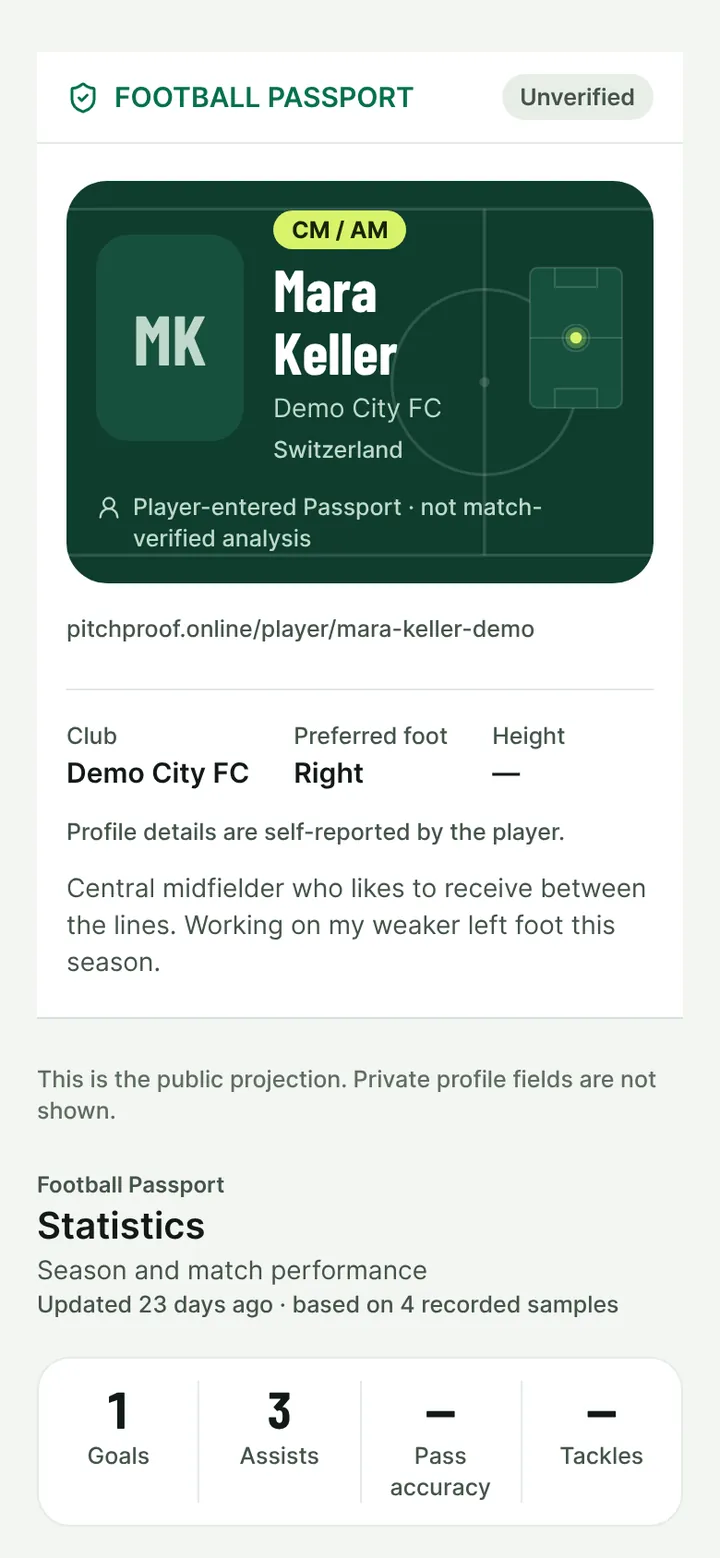 FOOTBALL PASSPORT
Unverified
CM / AM
MK
Mara
Keller
Demo City FC
Switzerland
Player-entered Passport · not match-
verified analysis
pitchproof.online/player/mara-keller-demo
Club
Preferred foot
Height
Demo City FC
Right
—
Profile details are self-reported by the player.
Central midfielder who likes to receive between
the lines. Working on my weaker left foot this
season.
This is the public projection. Private profile fields are not
shown.
Football Passport
Statistics
Season and match performance
Updated 23 days ago · based on 4 recorded samples
1
Goals
3
Assists
–
Pass
accuracy
–
Tackles